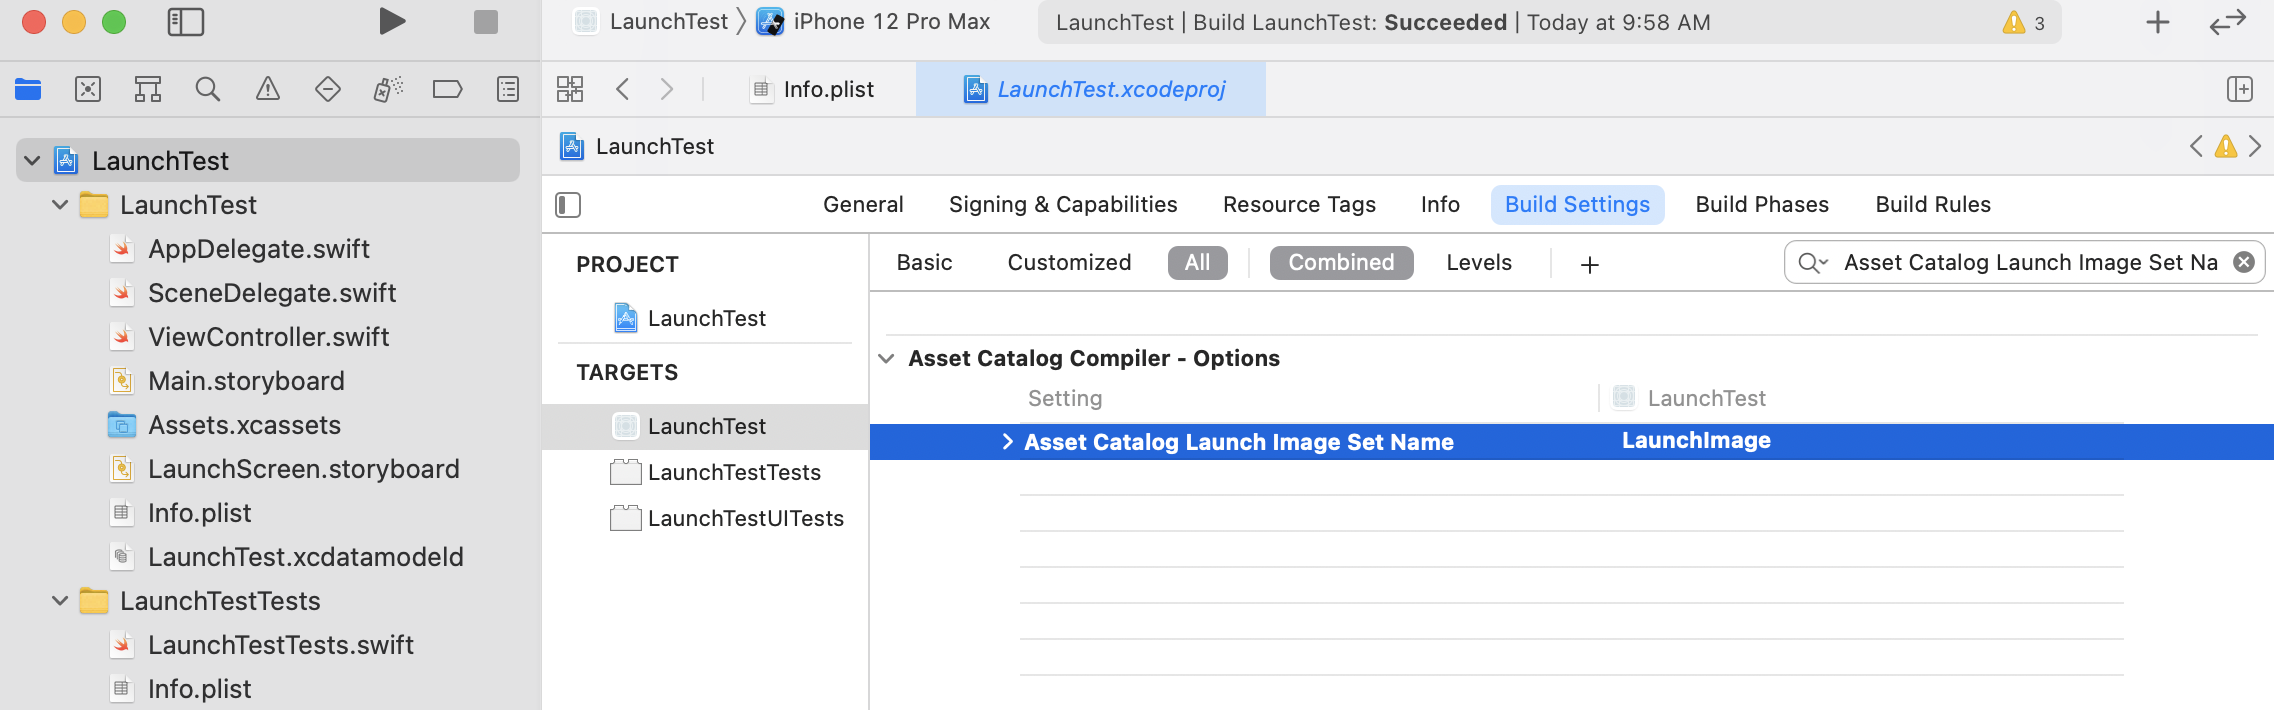 LaunchTest
iPhone 12 Pro Max
LaunchTest | Build LaunchTest: Succeeded | Today at 9:58 AM
3
Info.plist
LaunchTest.xcodeproj
LaunchTest
LaunchTest
LaunchTest
AppDelegate.swift
SceneDelegate.swift
ViewController.swift
Main.storyboard
Assets.xcassets
LaunchScreen.storyboard
Info.plist
LaunchTest.xcdatamodeld
LaunchTestTests
LaunchTestTests.swift
Info.plist
General
Signing & Capabilities
Resource Tags
Info
Build Settings
Build Phases
Build Rules
PROJECT
LaunchTest
TARGETS
LaunchTest
LaunchTestTests
LaunchTestUITests
Basic
Customized
All
Combined
Levels
Asset Catalog Launch Image Set Na
Asset Catalog Compiler - Options
Setting
LaunchTest
Asset Catalog Launch Image Set Name
LaunchImage